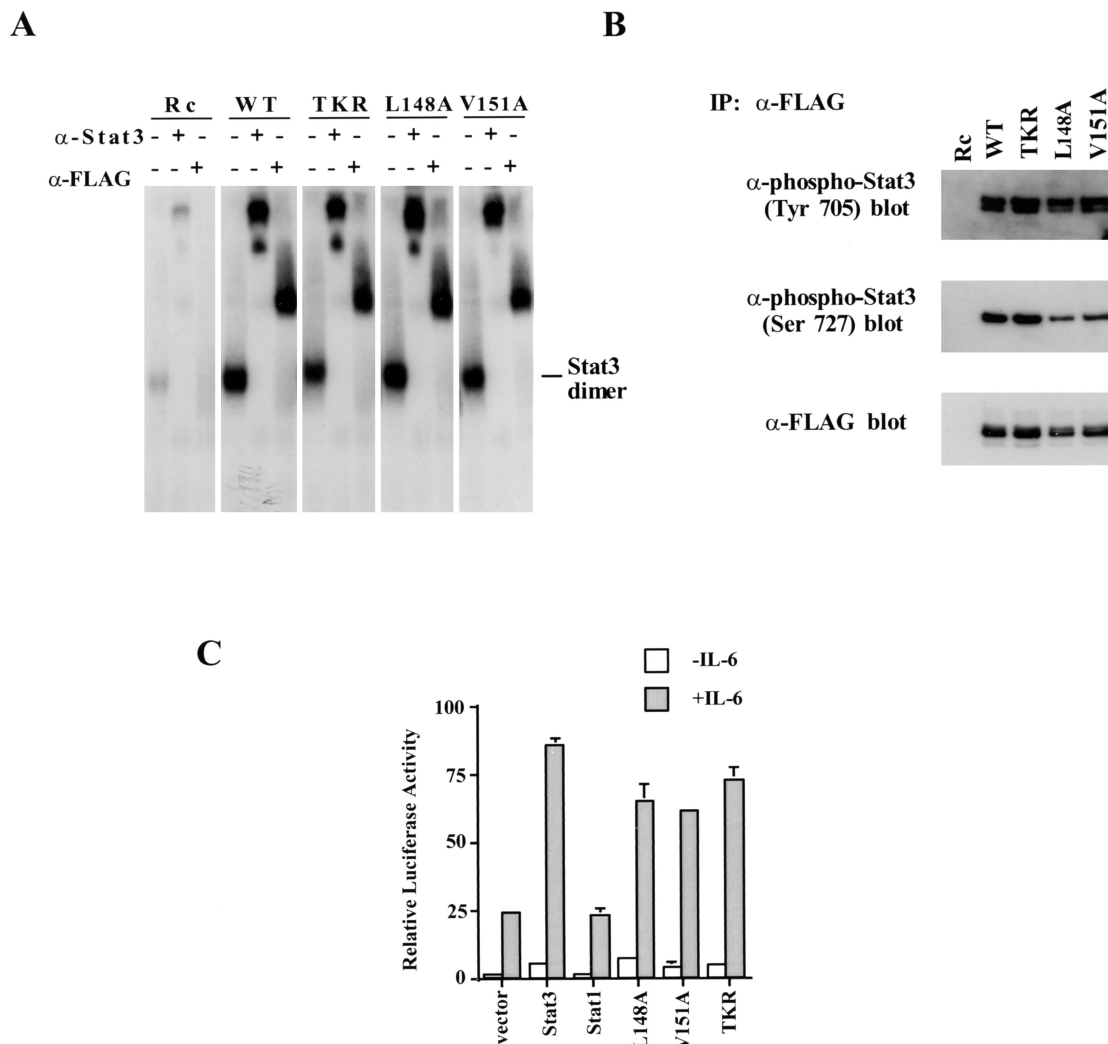 A
Rc WT TKR L148A V151A
α-Stat3 - + - - + - - + - - + - - + -
α-FLAG - - + - - + - - + - - + - - +
Stat3
dimer
B
IP: α-FLAG
Rc WT TKR L148A V151A
α-phospho-Stat3
(Tyr 705) blot
α-phospho-Stat3
(Ser 727) blot
α-FLAG blot
C
-IL-6
+IL-6
Relative Luciferase Activity
100
75
50
25
0
vector Stat3 Stat1 L148A V151A TKR